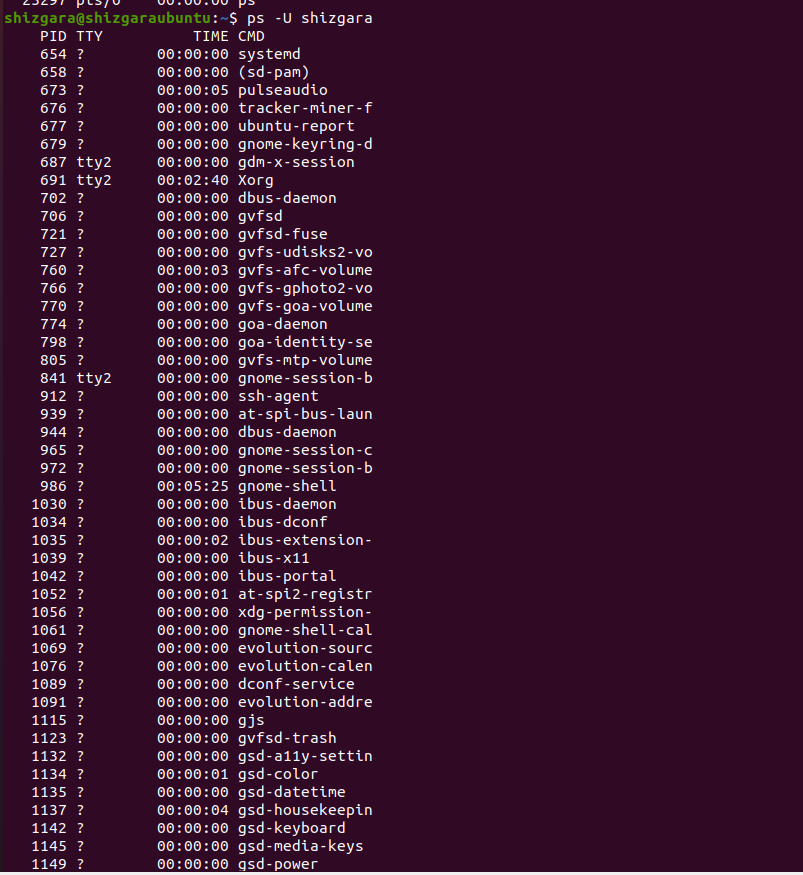 23297 pts/0    00:00:00 ps
shizgara@shizgaraubuntu:~$ ps -U shizgara
    PID TTY          TIME CMD
    654 ?        00:00:00 systemd
    658 ?        00:00:00 (sd-pam)
    673 ?        00:00:05 pulseaudio
    676 ?        00:00:00 tracker-miner-f
    677 ?        00:00:00 ubuntu-report
    679 ?        00:00:00 gnome-keyring-d
    687 tty2     00:00:00 gdm-x-session
    691 tty2     00:02:40 Xorg
    702 ?        00:00:00 dbus-daemon
    706 ?        00:00:00 gvfsd
    721 ?        00:00:00 gvfsd-fuse
    727 ?        00:00:00 gvfs-udisks2-vo
    760 ?        00:00:03 gvfs-afc-volume
    766 ?        00:00:00 gvfs-gphoto2-vo
    770 ?        00:00:00 gvfs-goa-volume
    774 ?        00:00:00 goa-daemon
    798 ?        00:00:00 goa-identity-se
    805 ?        00:00:00 gvfs-mtp-volume
    841 tty2     00:00:00 gnome-session-b
    912 ?        00:00:00 ssh-agent
    939 ?        00:00:00 at-spi-bus-laun
    944 ?        00:00:00 dbus-daemon
    965 ?        00:00:00 gnome-session-c
    972 ?        00:00:00 gnome-session-b
    986 ?        00:05:25 gnome-shell
   1030 ?        00:00:00 ibus-daemon
   1034 ?        00:00:00 ibus-dconf
   1035 ?        00:00:02 ibus-extension-
   1039 ?        00:00:00 ibus-x11
   1042 ?        00:00:00 ibus-portal
   1052 ?        00:00:01 at-spi2-registr
   1056 ?        00:00:00 xdg-permission-
   1061 ?        00:00:00 gnome-shell-cal
   1069 ?        00:00:00 evolution-sourc
   1076 ?        00:00:00 evolution-calen
   1089 ?        00:00:00 dconf-service
   1091 ?        00:00:00 evolution-addre
   1115 ?        00:00:00 gjs
   1123 ?        00:00:00 gvfsd-trash
   1132 ?        00:00:00 gsd-a11y-settin
   1134 ?        00:00:01 gsd-color
   1135 ?        00:00:00 gsd-datetime
   1137 ?        00:00:04 gsd-housekeepin
   1142 ?        00:00:00 gsd-keyboard
   1145 ?        00:00:00 gsd-media-keys
   1149 ?        00:00:00 gsd-power